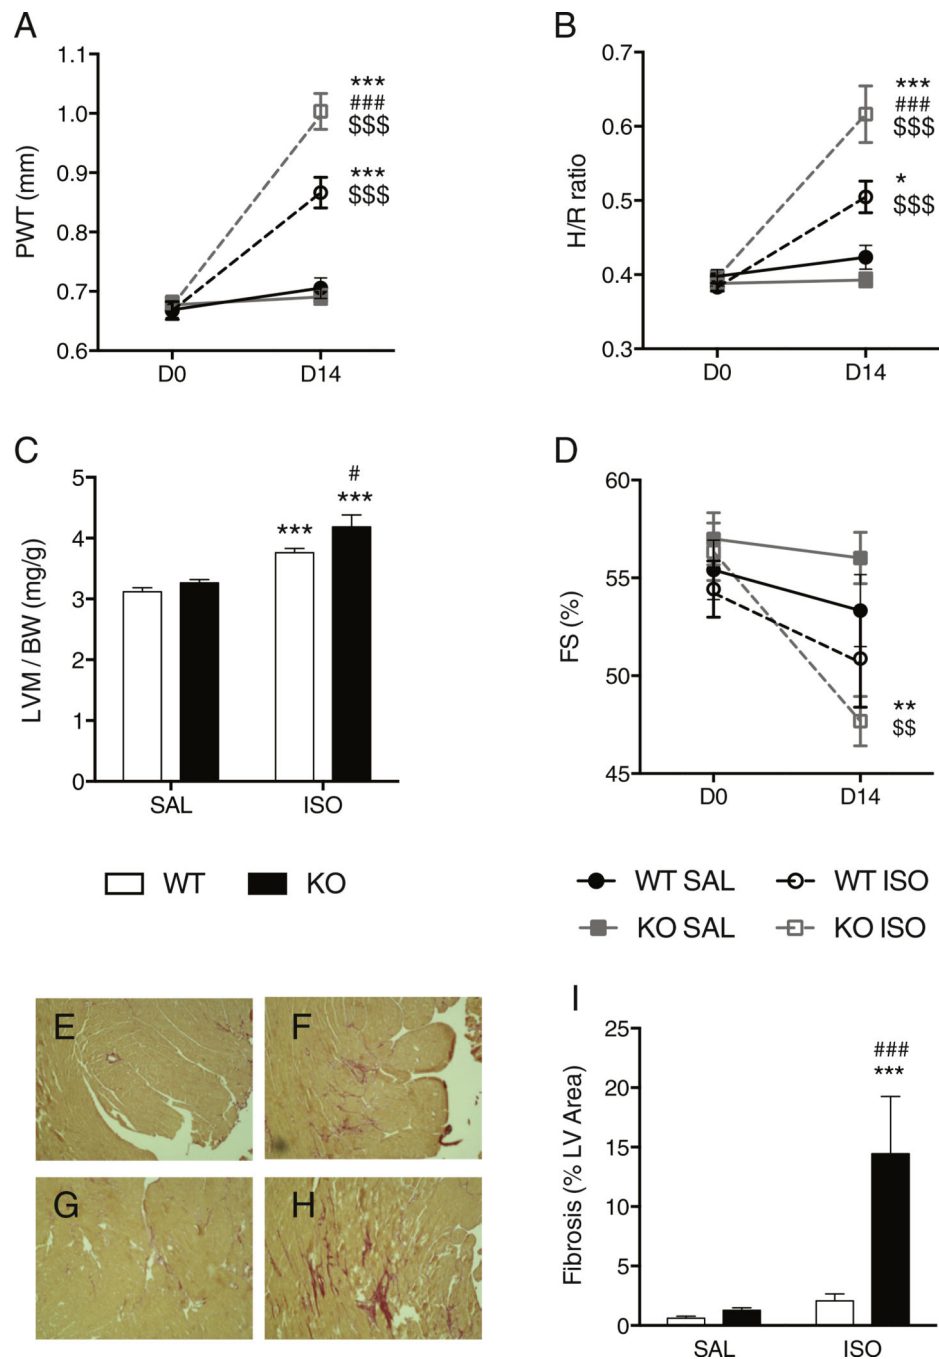 A
PWT (mm)
1.1
1.0
0.9
0.8
0.7
0.6
***
###
$$$
***
$$$
D0 D14
B
H/R ratio
0.7
0.6
0.5
0.4
0.3
***
###
$$$
*
$$$
D0 D14
C
LVM / BW (mg/g)
5
4
3
2
1
0
***
#
***
SAL ISO
WT KO
D
FS (%)
60
55
50
45
**
$$
D0 D14
WT SAL WT ISO
KO SAL KO ISO
E F
G H
I
Fibrosis (% LV Area)
25
20
15
10
5
0
###
***
SAL ISO